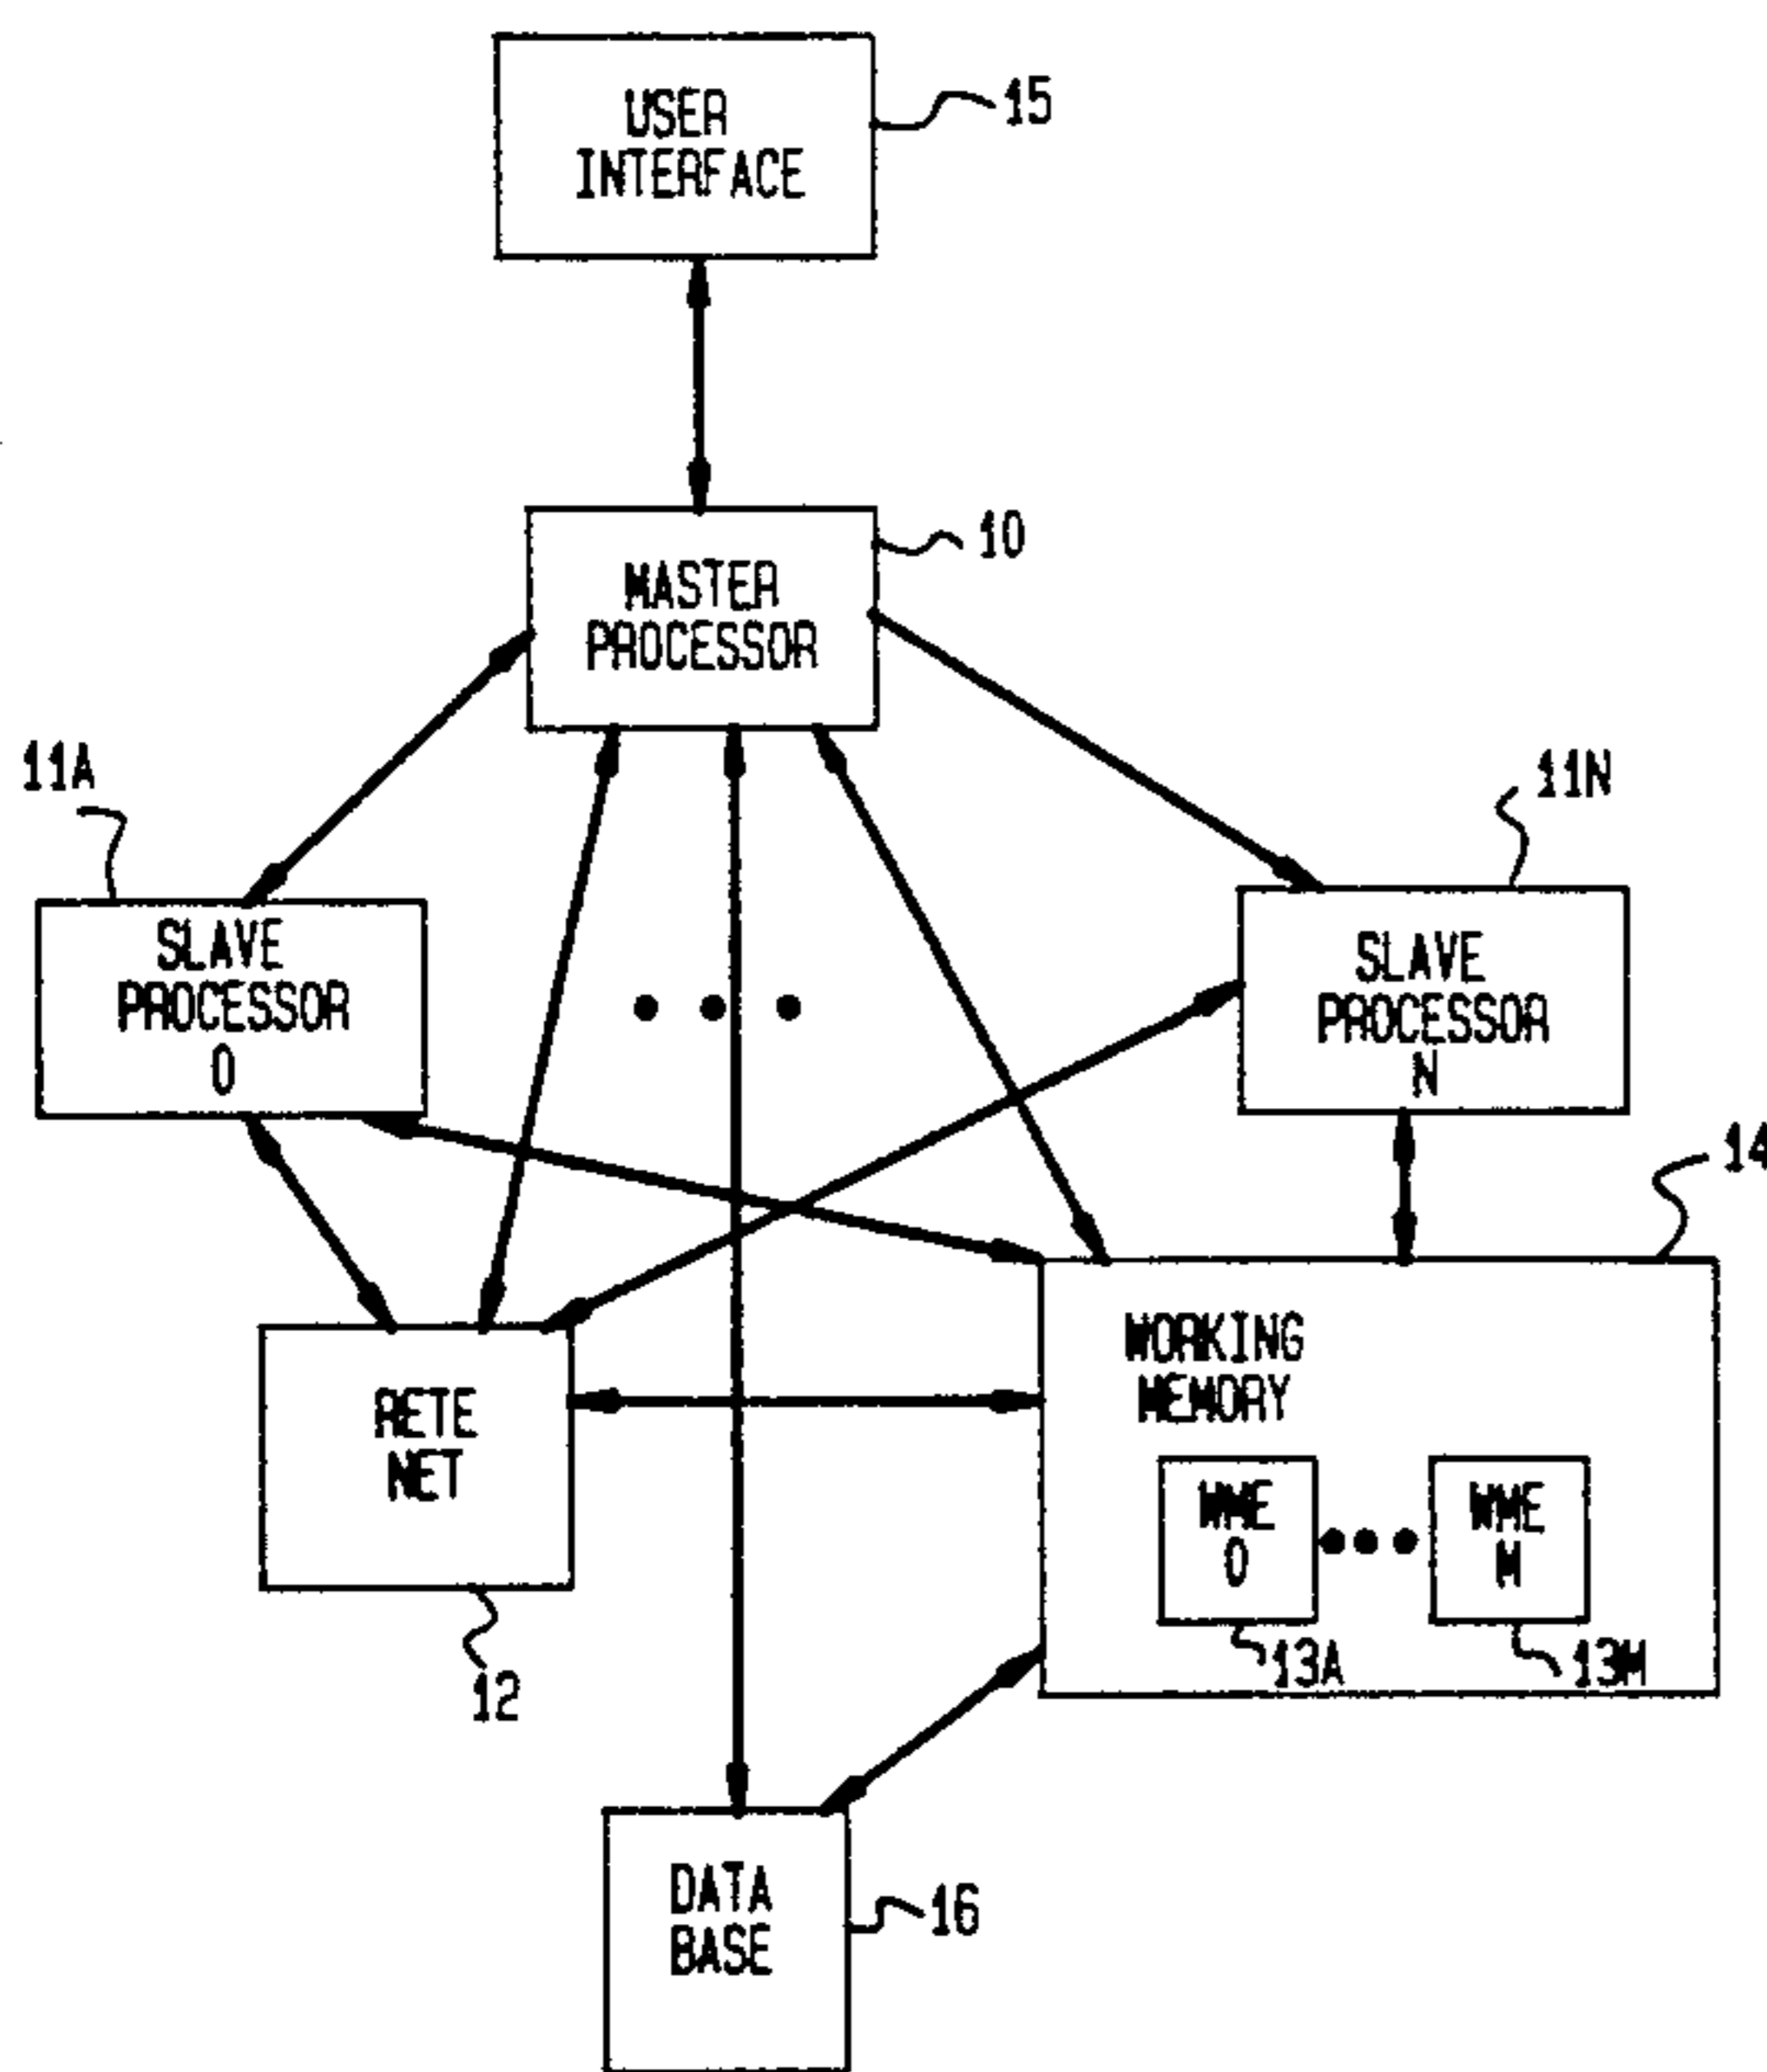 USER
INTERFACE
15
MASTER
PROCESSOR
10
11A
SLAVE
PROCESSOR
0
11N
SLAVE
PROCESSOR
N
14
RETE
NET
12
WORKING
MEMORY
WME
0
WME
M
13A
13M
DATA
BASE
16